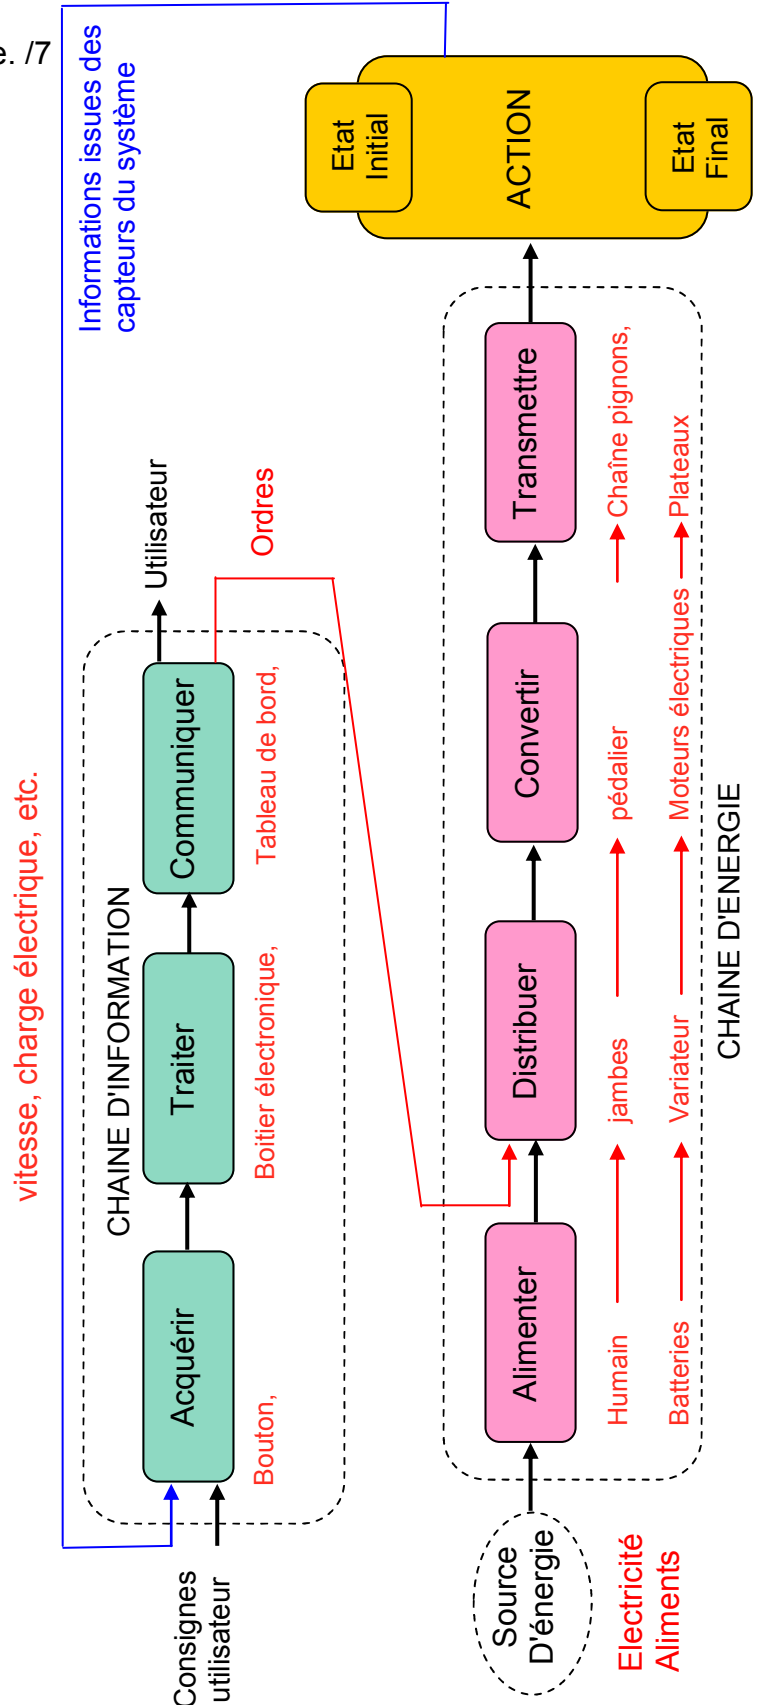 e. /7
vitesse, charge électrique, etc.
Informations issues des
capteurs du système
CHAINE D'INFORMATION
Consignes
utilisateur
Acquérir
Traiter
Communiquer
Utilisateur
Bouton,
Boitier électronique,
Tableau de bord,
Ordres
Etat
Initial
ACTION
Etat
Final
Source
D'énergie
Alimenter
Distribuer
Convertir
Transmettre
Electricité
Aliments
Humain
jambes
pédalier
Chaîne pignons,
Batteries
Variateur
Moteurs électriques
Plateaux
CHAINE D'ENERGIE